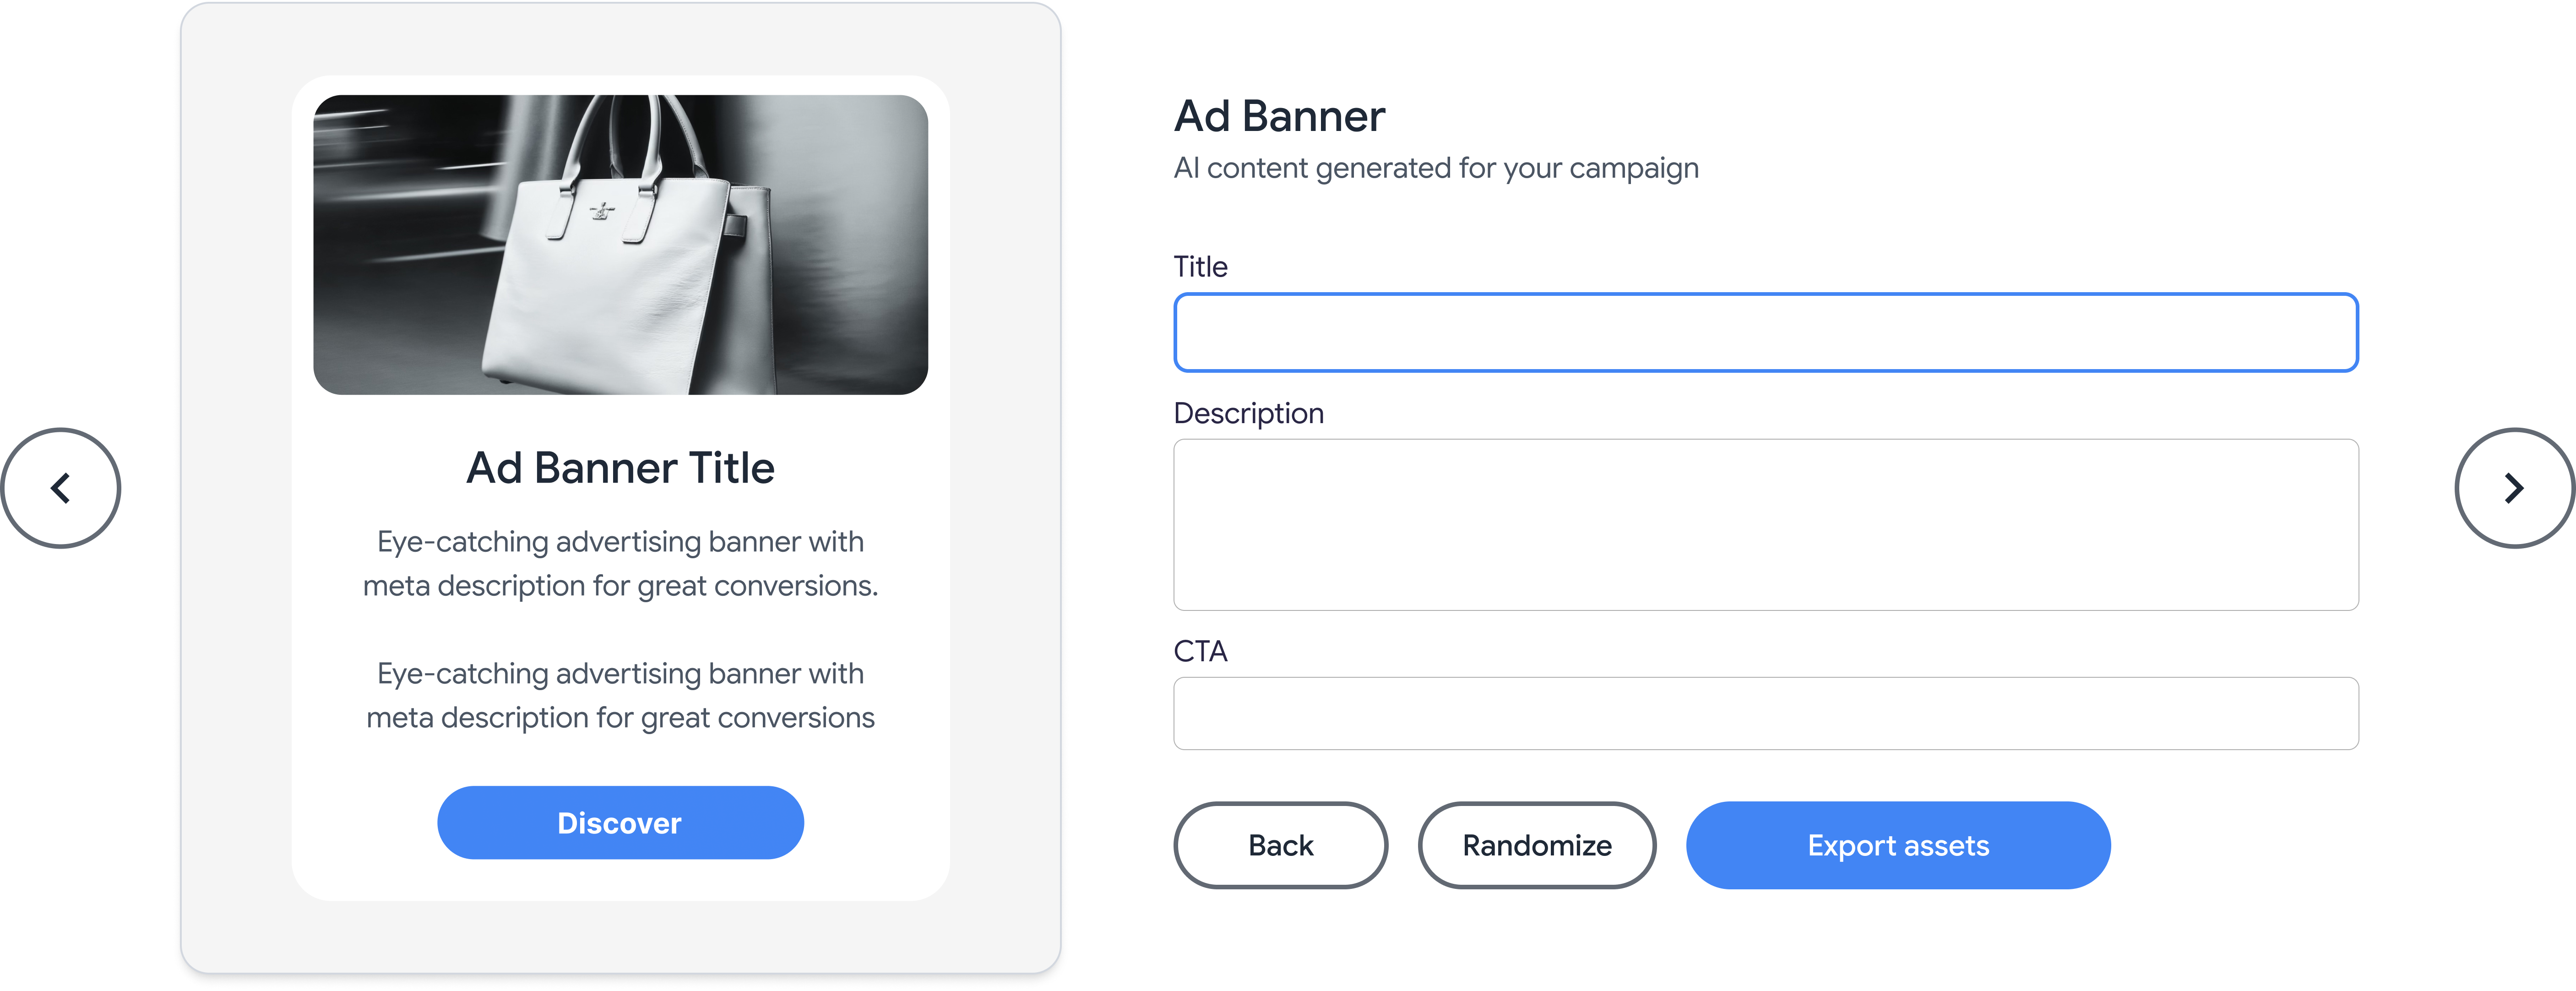 Ad Banner Title
Eye-catching advertising banner with
meta description for great conversions.
Eye-catching advertising banner with
meta description for great conversions
Discover
Ad Banner
AI content generated for your campaign
Title
Description
CTA
Back
Randomize
Export assets